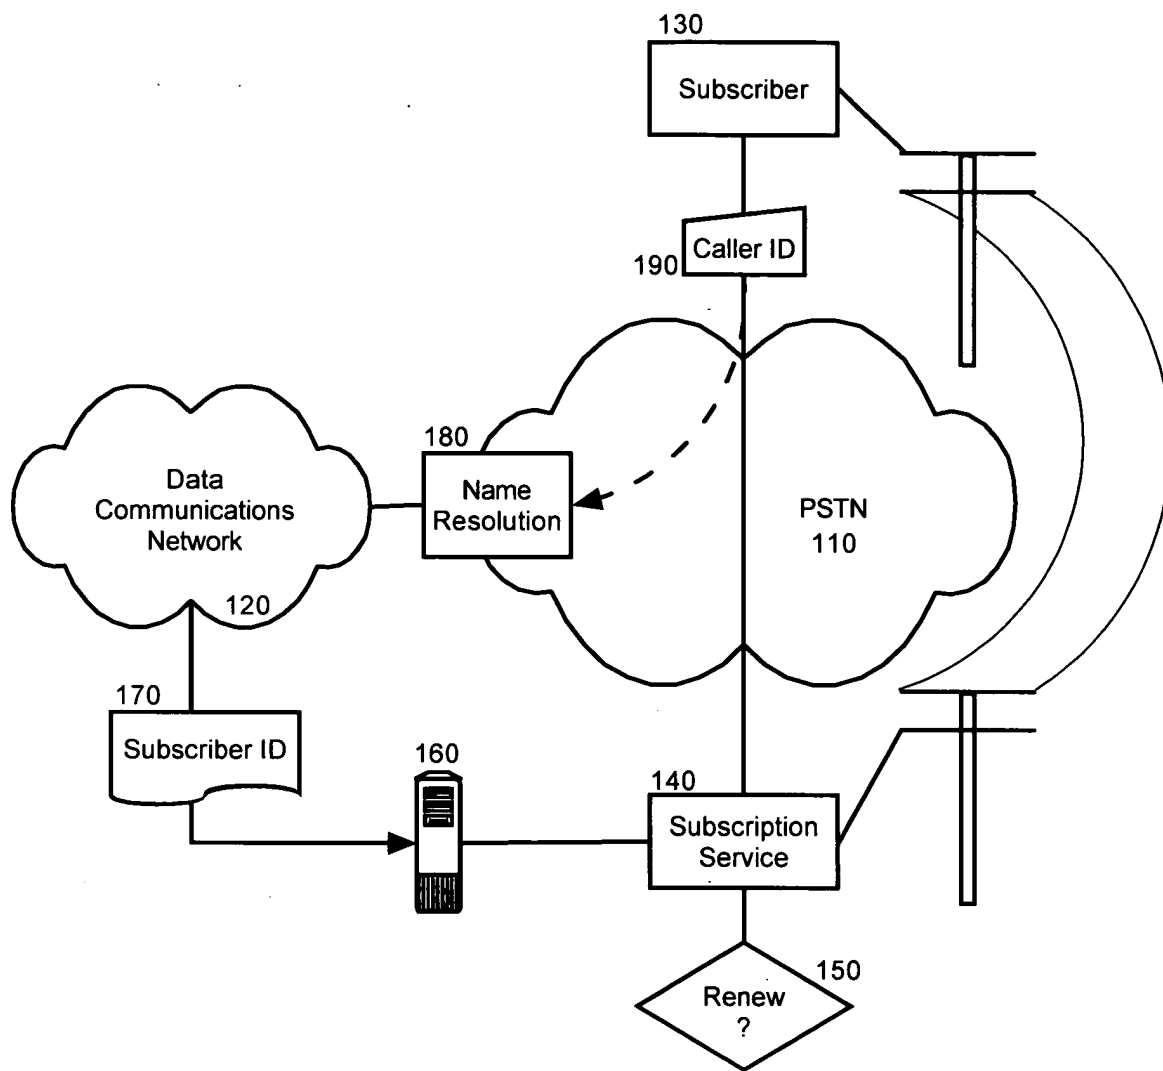 130
Subscriber
Caller ID
190
180
Name
Resolution
Data
Communications
Network
120
PSTN
110
170
Subscriber ID
160
140
Subscription
Service
150
Renew
?